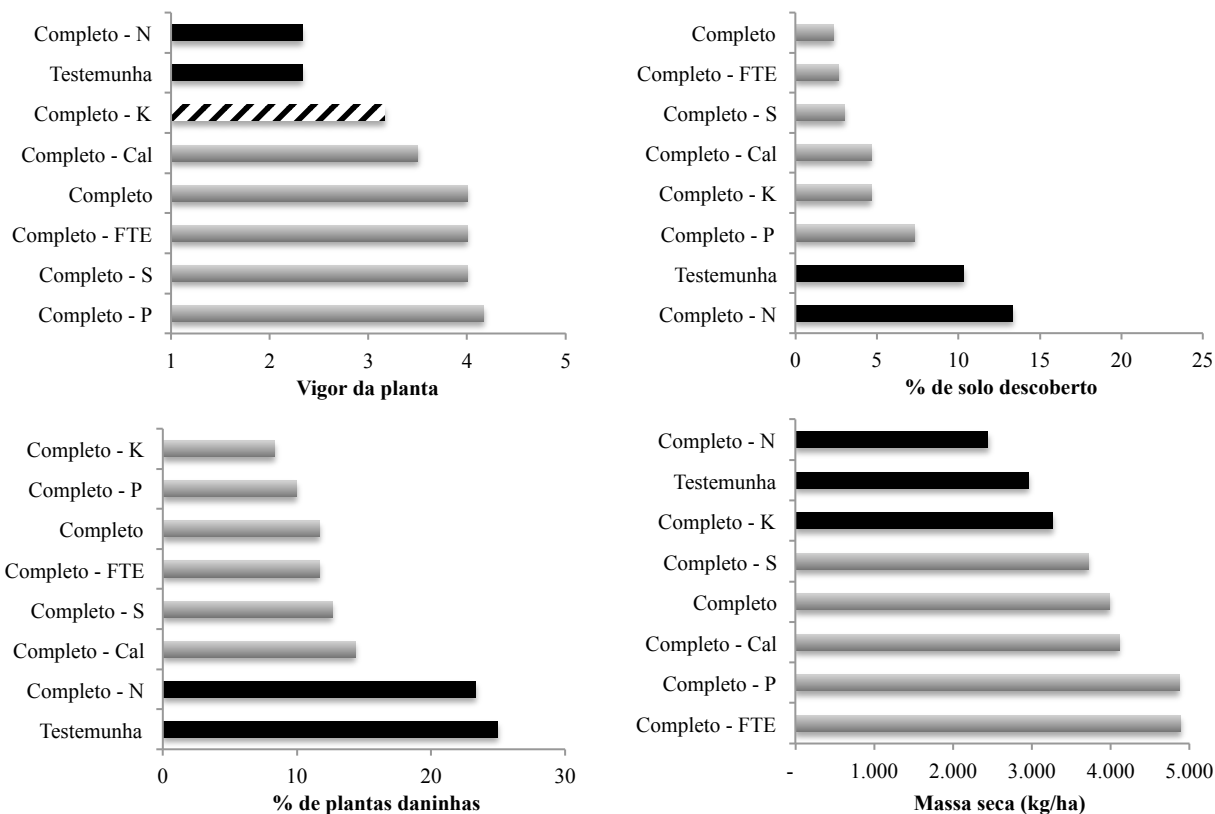 Completo - N
Testemunha
Completo - K
Completo - Cal
Completo
Completo - FTE
Completo - S
Completo - P
1 2 3 4 5
Vigor da planta
Completo
Completo - FTE
Completo - S
Completo - Cal
Completo - K
Completo - P
Testemunha
Completo - N
0 5 10 15 20 25
% de solo descoberto
Completo - K
Completo - P
Completo
Completo - FTE
Completo - S
Completo - Cal
Completo - N
Testemunha
0 10 20 30
% de plantas daninhas
Completo - N
Testemunha
Completo - K
Completo - S
Completo
Completo - Cal
Completo - P
Completo - FTE
- 1.000 2.000 3.000 4.000 5.000
Massa seca (kg/ha)